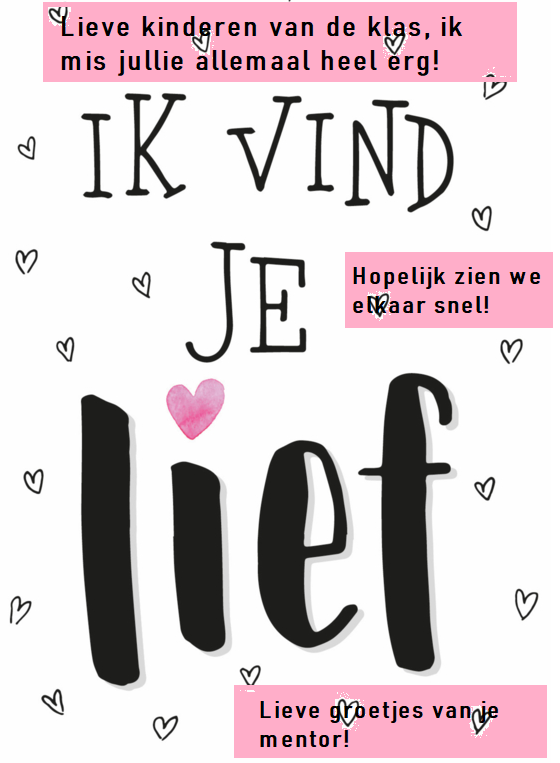 Lieve kinderen van de klas, ik
mis jullie allemaal heel erg!
IK VIND
JE
Hopelijk zien we
elkaar snel!
lief
Lieve groetjes van je
mentor!